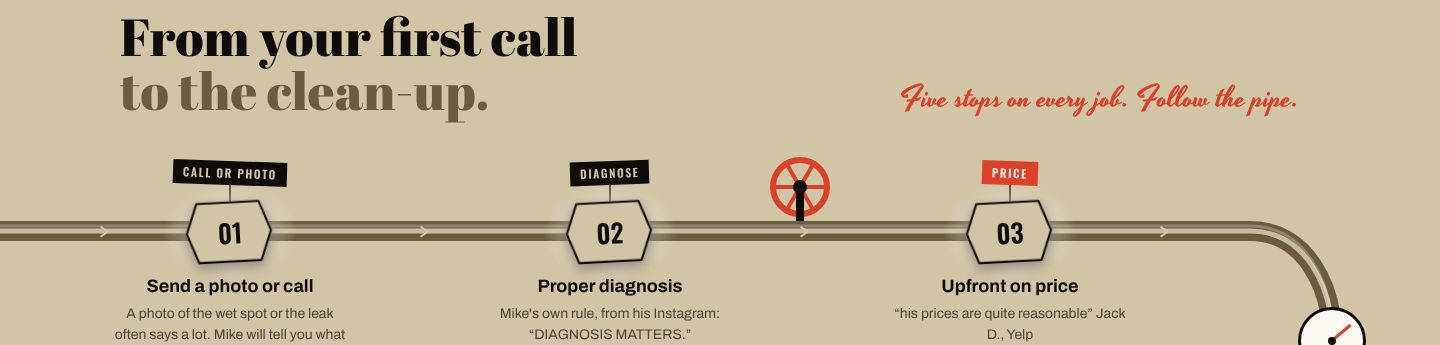 From your first call
to the clean-up.
Five stops on every job. Follow the pipe.
CALL OR PHOTO
DIAGNOSE
PRICE
01
02
03
Send a photo or call
Proper diagnosis
Upfront on price
A photo of the wet spot or the leak
often says a lot. Mike will tell you what
Mike's own rule, from his Instagram:
“DIAGNOSIS MATTERS.”
“his prices are quite reasonable” Jack
D., Yelp